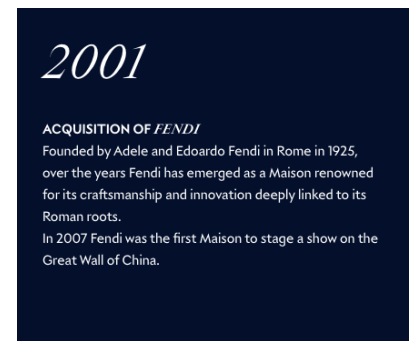 2001
ACQUISITION OF FENDI
Founded by Adele and Edoardo Fendi in Rome in 1925,
over the years Fendi has emerged as a Maison renowned
for its craftsmanship and innovation deeply linked to its
Roman roots.
In 2007 Fendi was the first Maison to stage a show on the
Great Wall of China.